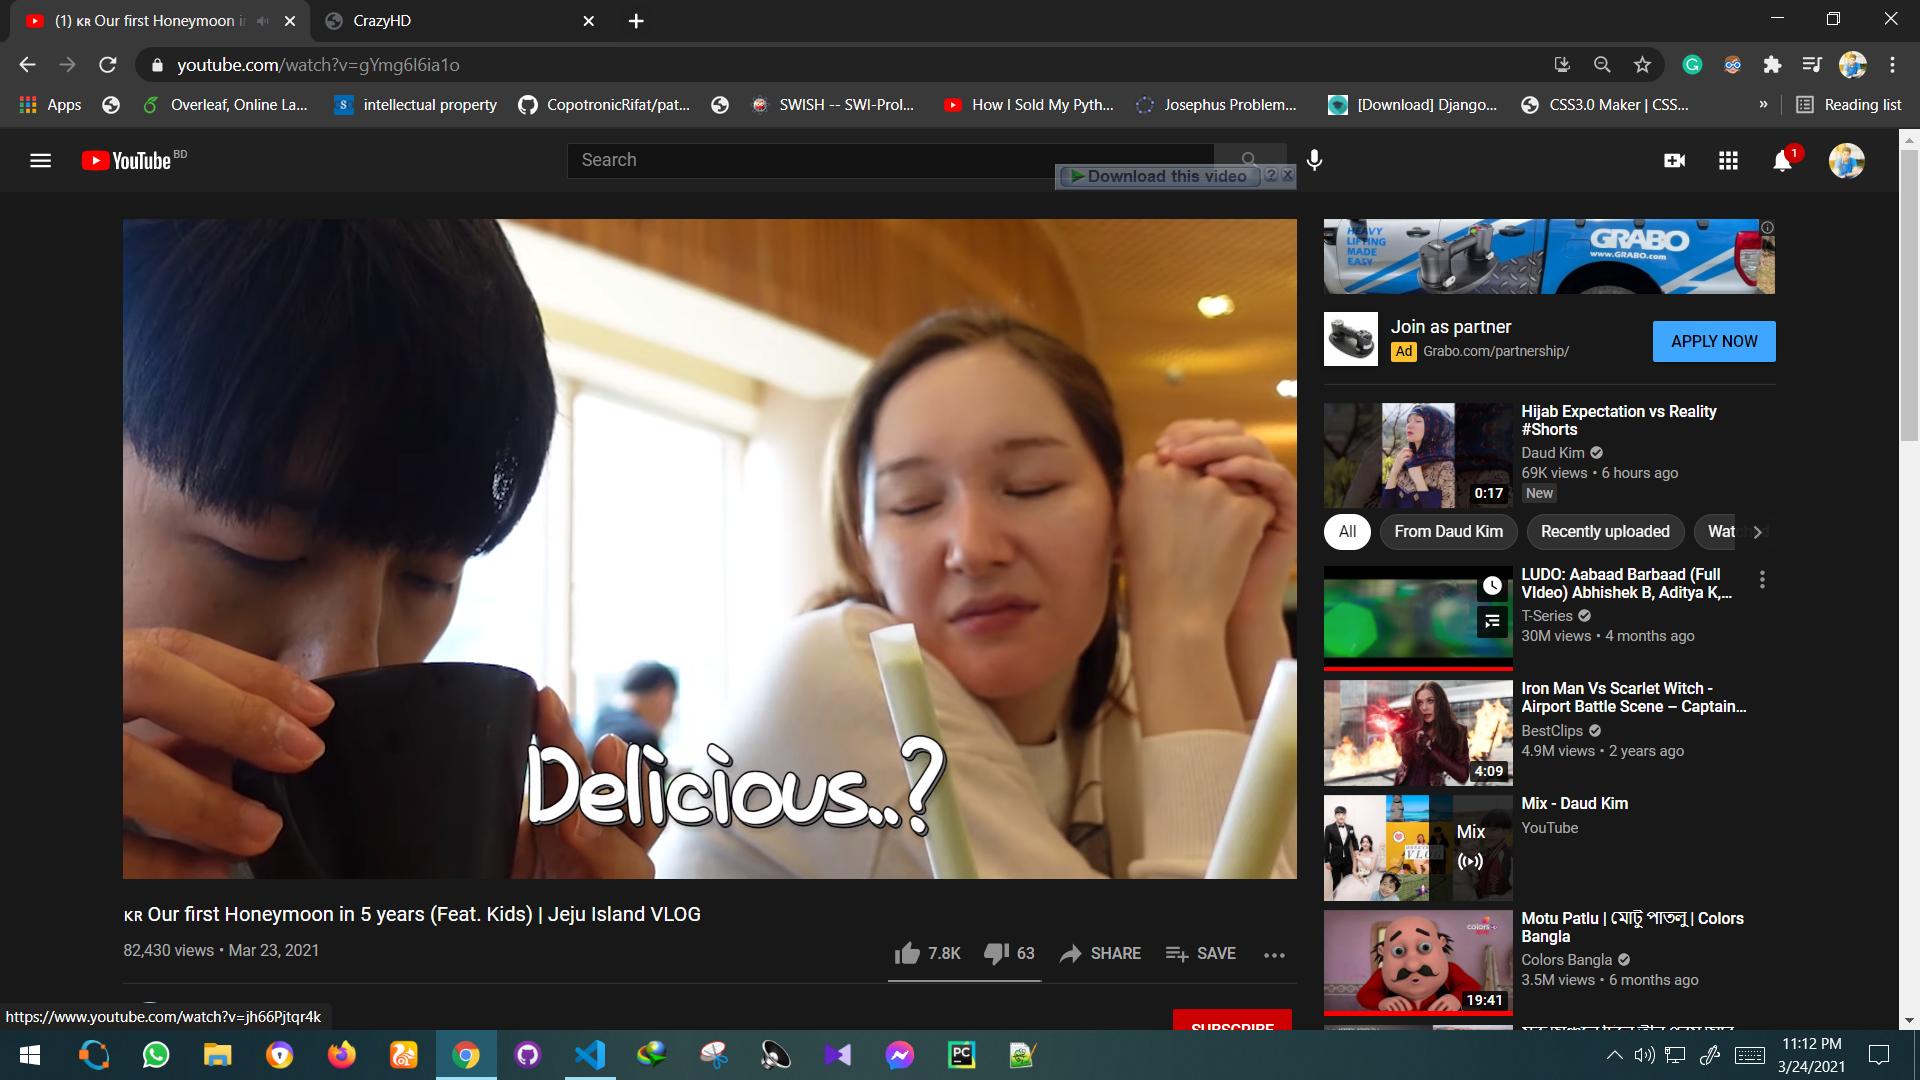 (1) KR Our first Honeymoon in
CrazyHD
youtube.com/watch?v=gYmg6I6ia1o
Apps
Overleaf, Online La...
intellectual property
CopotronicRifat/pat...
SWISH -- SWI-Prol...
How I Sold My Pyth...
Josephus Problem...
[Download] Django...
CSS3.0 Maker | CSS...
»
Reading list
YouTube BD
Search
Download this video ? x
1
HEAVY
LIFTING
MADE
EASY
GRABO
www.GRABO.com
Join as partner
Ad Grabo.com/partnership/
APPLY NOW
Hijab Expectation vs Reality
#Shorts
Daud Kim
69K views • 6 hours ago
New
0:17
All
From Daud Kim
Recently uploaded
LUDO: Aabaad Barbaad (Full
VIdeo) Abhishek B, Aditya K,...
T-Series
30M views • 4 months ago
Iron Man Vs Scarlet Witch -
Airport Battle Scene – Captain...
BestClips
4.9M views • 2 years ago
4:09
Mix - Daud Kim
YouTube
Mix
Motu Patlu | মোটু পাতলু | Colors
Bangla
Colors Bangla
3.5M views • 6 months ago
19:41
Delicious..?
KR Our first Honeymoon in 5 years (Feat. Kids) | Jeju Island VLOG
82,430 views • Mar 23, 2021
7.8K
63
SHARE
SAVE
SUBSCRIBE
https://www.youtube.com/watch?v=jh66Pjtqr4k
PC
11:12 PM
3/24/2021